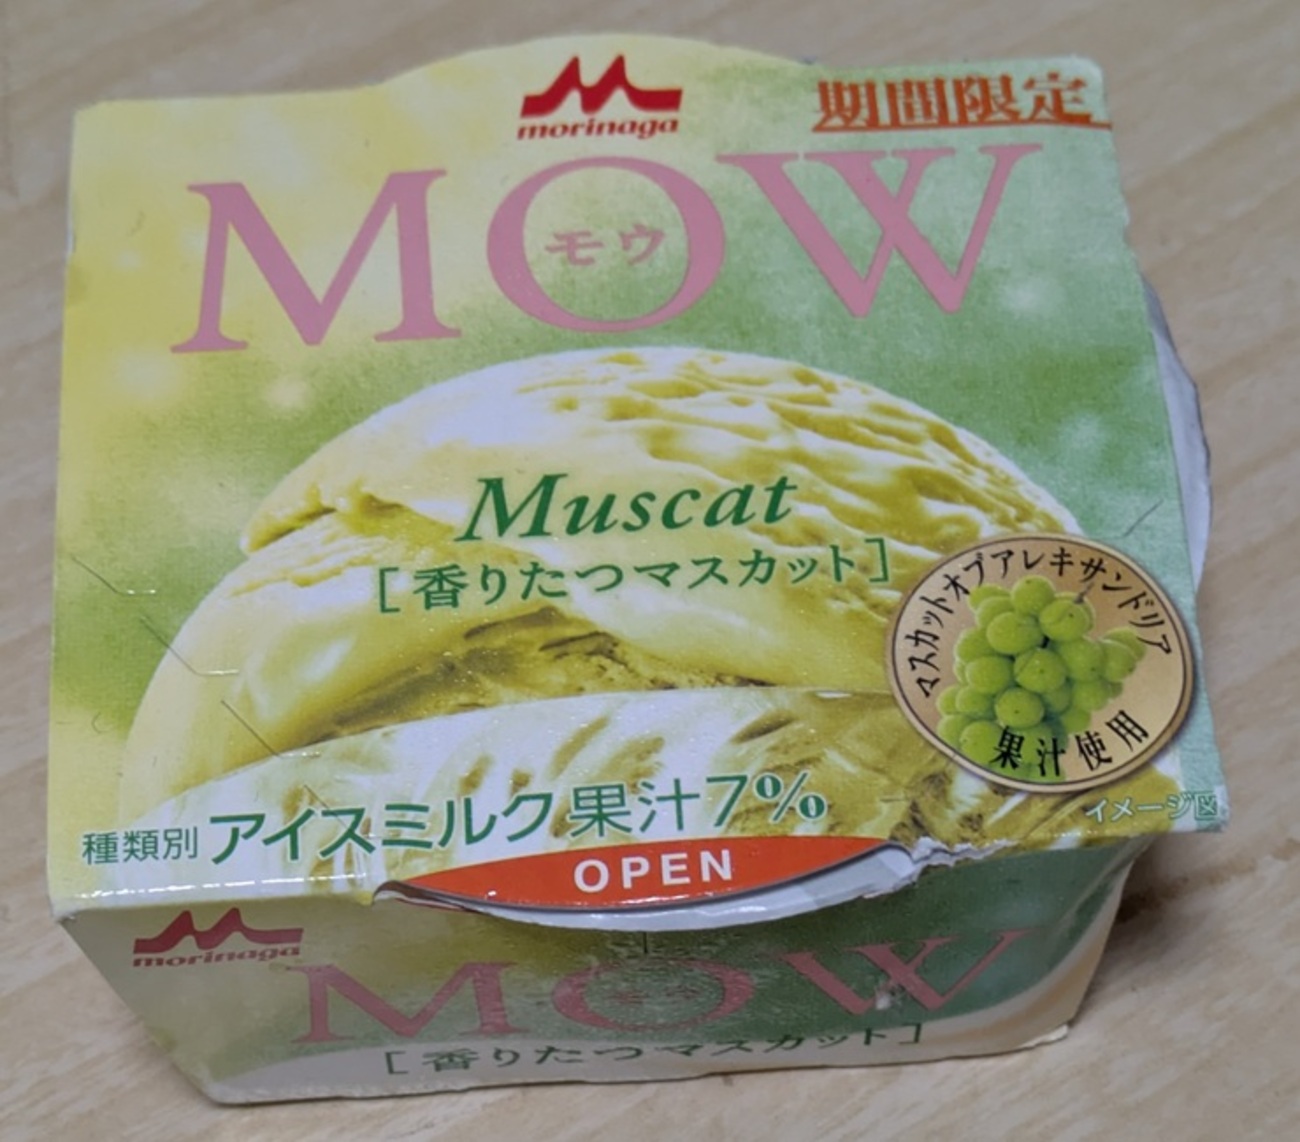 morinaga
期間限定
MOW
モウ
Muscat
[香りたつマスカット]
マスカットオブアレキサンドリア
果汁使用
イメージ図
種類別 アイスミルク 果汁7%
OPEN
morinaga
MOW
モウ
[香りたつマスカット]